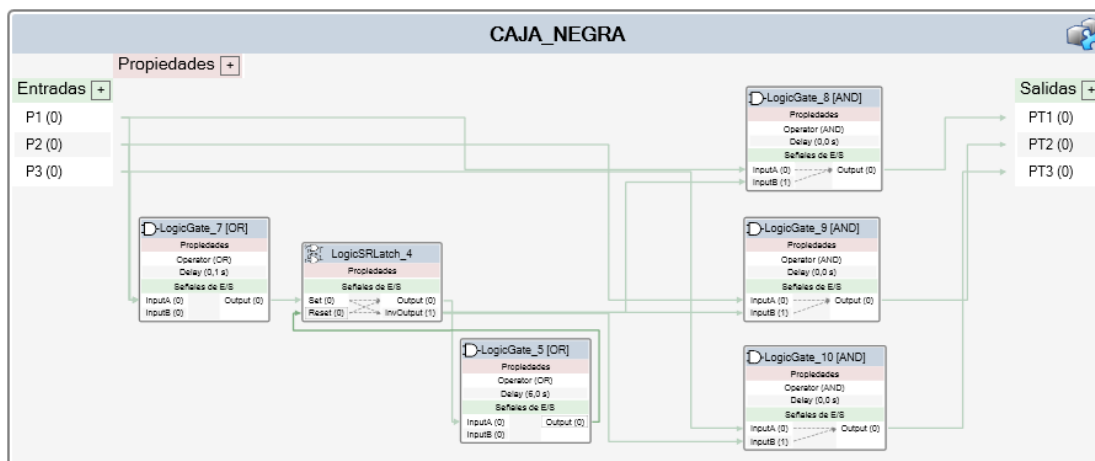 CAJA_NEGRA
Propiedades +
Entradas +
P1 (0)
P2 (0)
P3 (0)
Salidas +
PT1 (0)
PT2 (0)
PT3 (0)
LogicGate_8 [AND]
Propiedades
Operator (AND)
Delay (0,0 s)
Señales de E/S
InputA (0) Output (0)
InputB (1)
LogicGate_7 [OR]
Propiedades
Operator (OR)
Delay (0,1 s)
Señales de E/S
InputA (0) Output (0)
InputB (0)
LogicSRLatch_4
Propiedades
Señales de E/S
Set (0) Output (0)
Reset (0) InvOutput (1)
LogicGate_9 [AND]
Propiedades
Operator (AND)
Delay (0,0 s)
Señales de E/S
InputA (0) Output (0)
InputB (1)
LogicGate_5 [OR]
Propiedades
Operator (OR)
Delay (6,0 s)
Señales de E/S
InputA (0) Output (0)
InputB (0)
LogicGate_10 [AND]
Propiedades
Operator (AND)
Delay (0,0 s)
Señales de E/S
InputA (0) Output (0)
InputB (1)